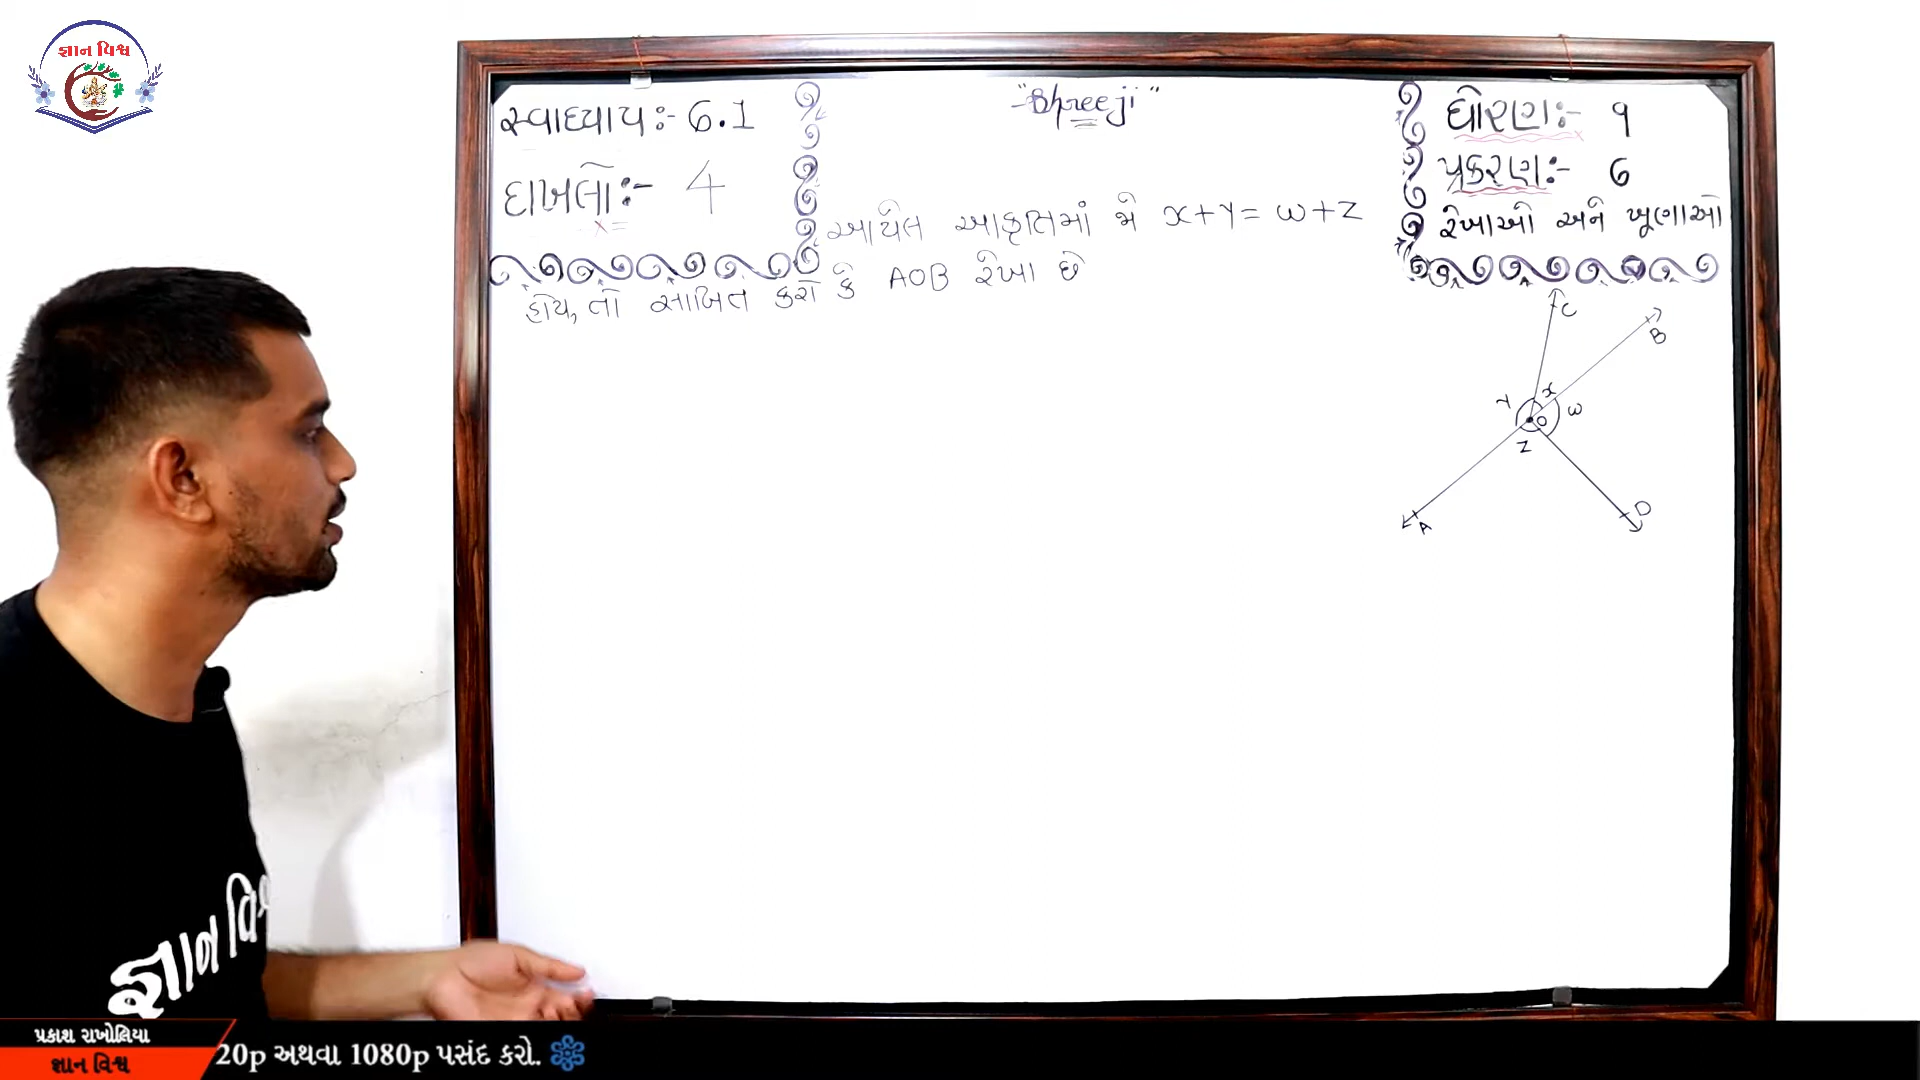 જ્ઞાન વિશ્વ
સ્વાધ્યાય:- 6.1
દાખલો:- 4
"Shreeji"
ધોરણ:- ૧
પ્રકરણ:- 6
રેખાઓ અને ખૂણાઓ
આપેલ આકૃતિમાં જો x+y = w+z
હોય, તો સાબિત કરો કે AOB રેખા છે
C
B
x
y
w
O
z
D
A
જ્ઞાન વિશ્વ
પ્રકાશ રાખોલિયા
જ્ઞાન વિશ્વ
20p અથવા 1080p પસંદ કરો.